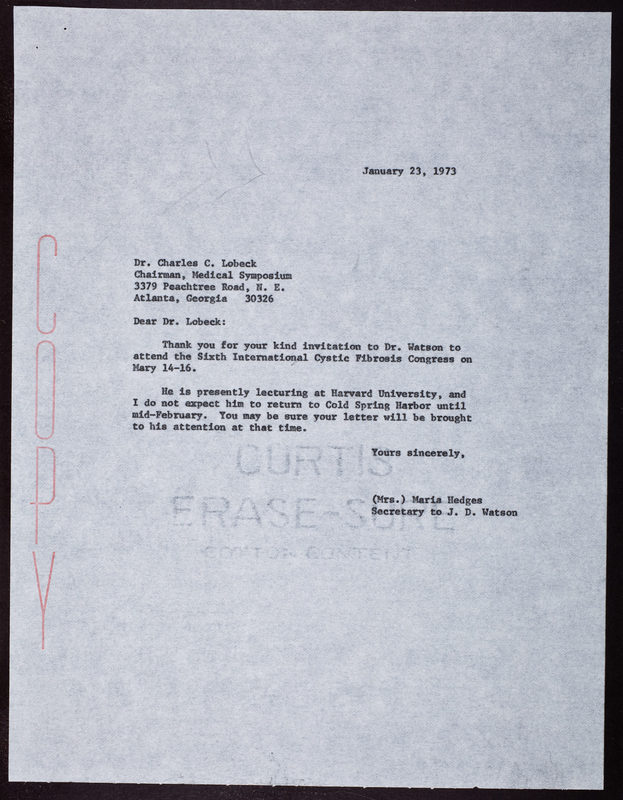 January 23, 1973
Dr. Charles C. Lobeck
Chairman, Medical Symposium
3379 Peachtree Road, N. E.
Atlanta, Georgia 30326
Dear Dr. Lobeck:
Thank you for your kind invitation to Dr. Watson to
attend the Sixth International Cystic Fibrosis Congress on
Mary 14-16.
He is presently lecturing at Harvard University, and
I do not expect him to return to Cold Spring Harbor until
mid-February. You may be sure your letter will be brought
to his attention at that time.
Yours sincerely,
(Mrs.) Maria Hedges
Secretary to J. D. Watson
COPY
CURTIS
ERASE-SURE
COTTON CONTENT